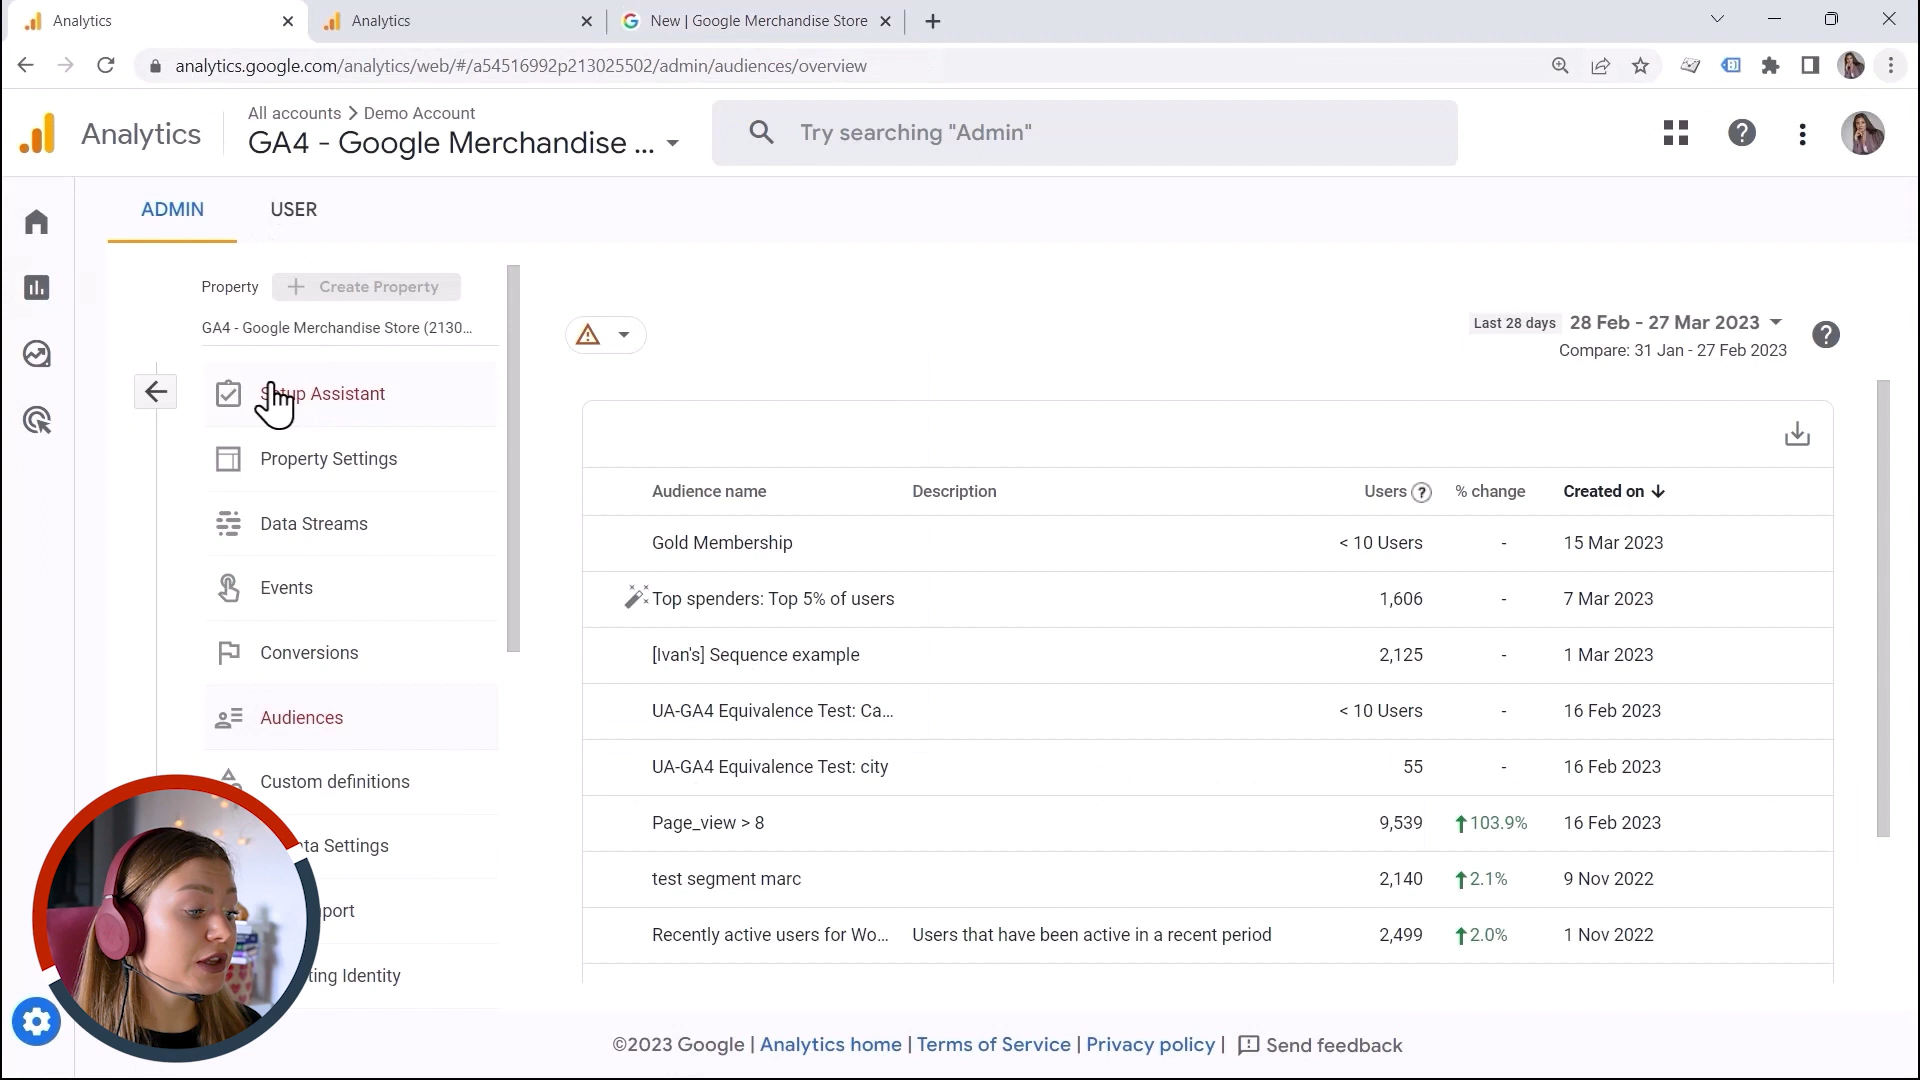 Analytics
Analytics
New | Google Merchandise Store
analytics.google.com/analytics/web/#/a54516992p213025502/admin/audiences/overview
Analytics
All accounts > Demo Account
GA4 - Google Merchandise ...
Try searching "Admin"
ADMIN
USER
Property
Create Property
GA4 - Google Merchandise Store (2130...
Setup Assistant
Property Settings
Data Streams
Events
Conversions
Audiences
Custom definitions
Settings
Identity
Last 28 days 28 Feb - 27 Mar 2023
Compare: 31 Jan - 27 Feb 2023
Audience name Description Users % change Created on
Gold Membership < 10 Users - 15 Mar 2023
Top spenders: Top 5% of users 1,606 - 7 Mar 2023
[Ivan's] Sequence example 2,125 - 1 Mar 2023
UA-GA4 Equivalence Test: Ca... < 10 Users - 16 Feb 2023
UA-GA4 Equivalence Test: city 55 - 16 Feb 2023
Page_view > 8 9,539 103.9% 16 Feb 2023
test segment marc 2,140 2.1% 9 Nov 2022
Recently active users for Wo... Users that have been active in a recent period 2,499 2.0% 1 Nov 2022
©2023 Google | Analytics home | Terms of Service | Privacy policy | Send feedback